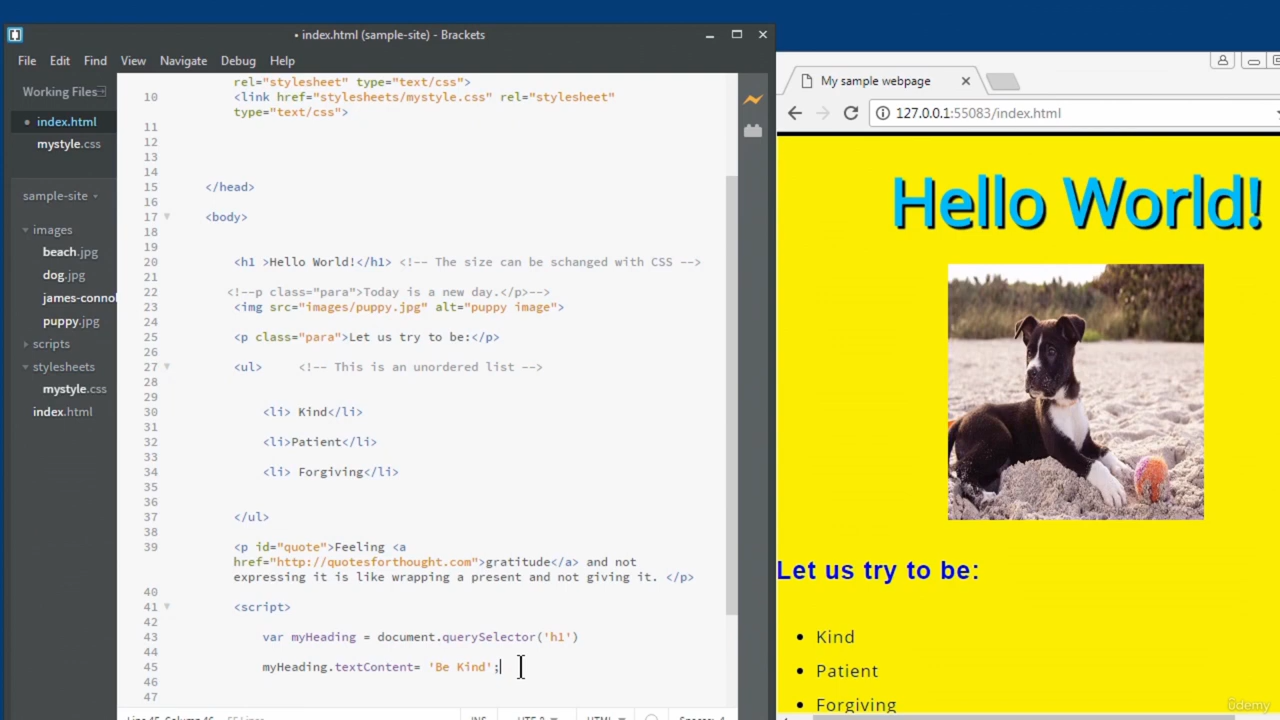 • index.html (sample-site) - Brackets
File Edit Find View Navigate Debug Help
Working Files
• index.html
mystyle.css
sample-site
images
beach.jpg
dog.jpg
james-conno
puppy.jpg
scripts
stylesheets
mystyle.css
index.html
rel="stylesheet" type="text/css">
10 <link href="stylesheets/mystyle.css" rel="stylesheet"
type="text/css">
11
12
13
14
15 </head>
16
17 <body>
18
19
20 <h1 >Hello World!</h1> <!-- The size can be schanged with CSS -->
21
22 <!--p class="para">Today is a new day.</p>-->
23 <img src="images/puppy.jpg" alt="puppy image">
24
25 <p class="para">Let us try to be:</p>
26
27 <ul> <!-- This is an unordered list -->
28
29
30 <li> Kind</li>
31
32 <li>Patient</li>
33
34 <li> Forgiving</li>
35
36
37 </ul>
38
39 <p id="quote">Feeling <a
href="http://quotesforthought.com">gratitude</a> and not
expressing it is like wrapping a present and not giving it. </p>
40
41 <script>
42
43 var myHeading = document.querySelector('h1')
44
45 myHeading.textContent= 'Be Kind';
46
47
My sample webpage
127.0.0.1:55083/index.html
Hello World!
Let us try to be:
• Kind
• Patient
• Forgiving
ûdemy